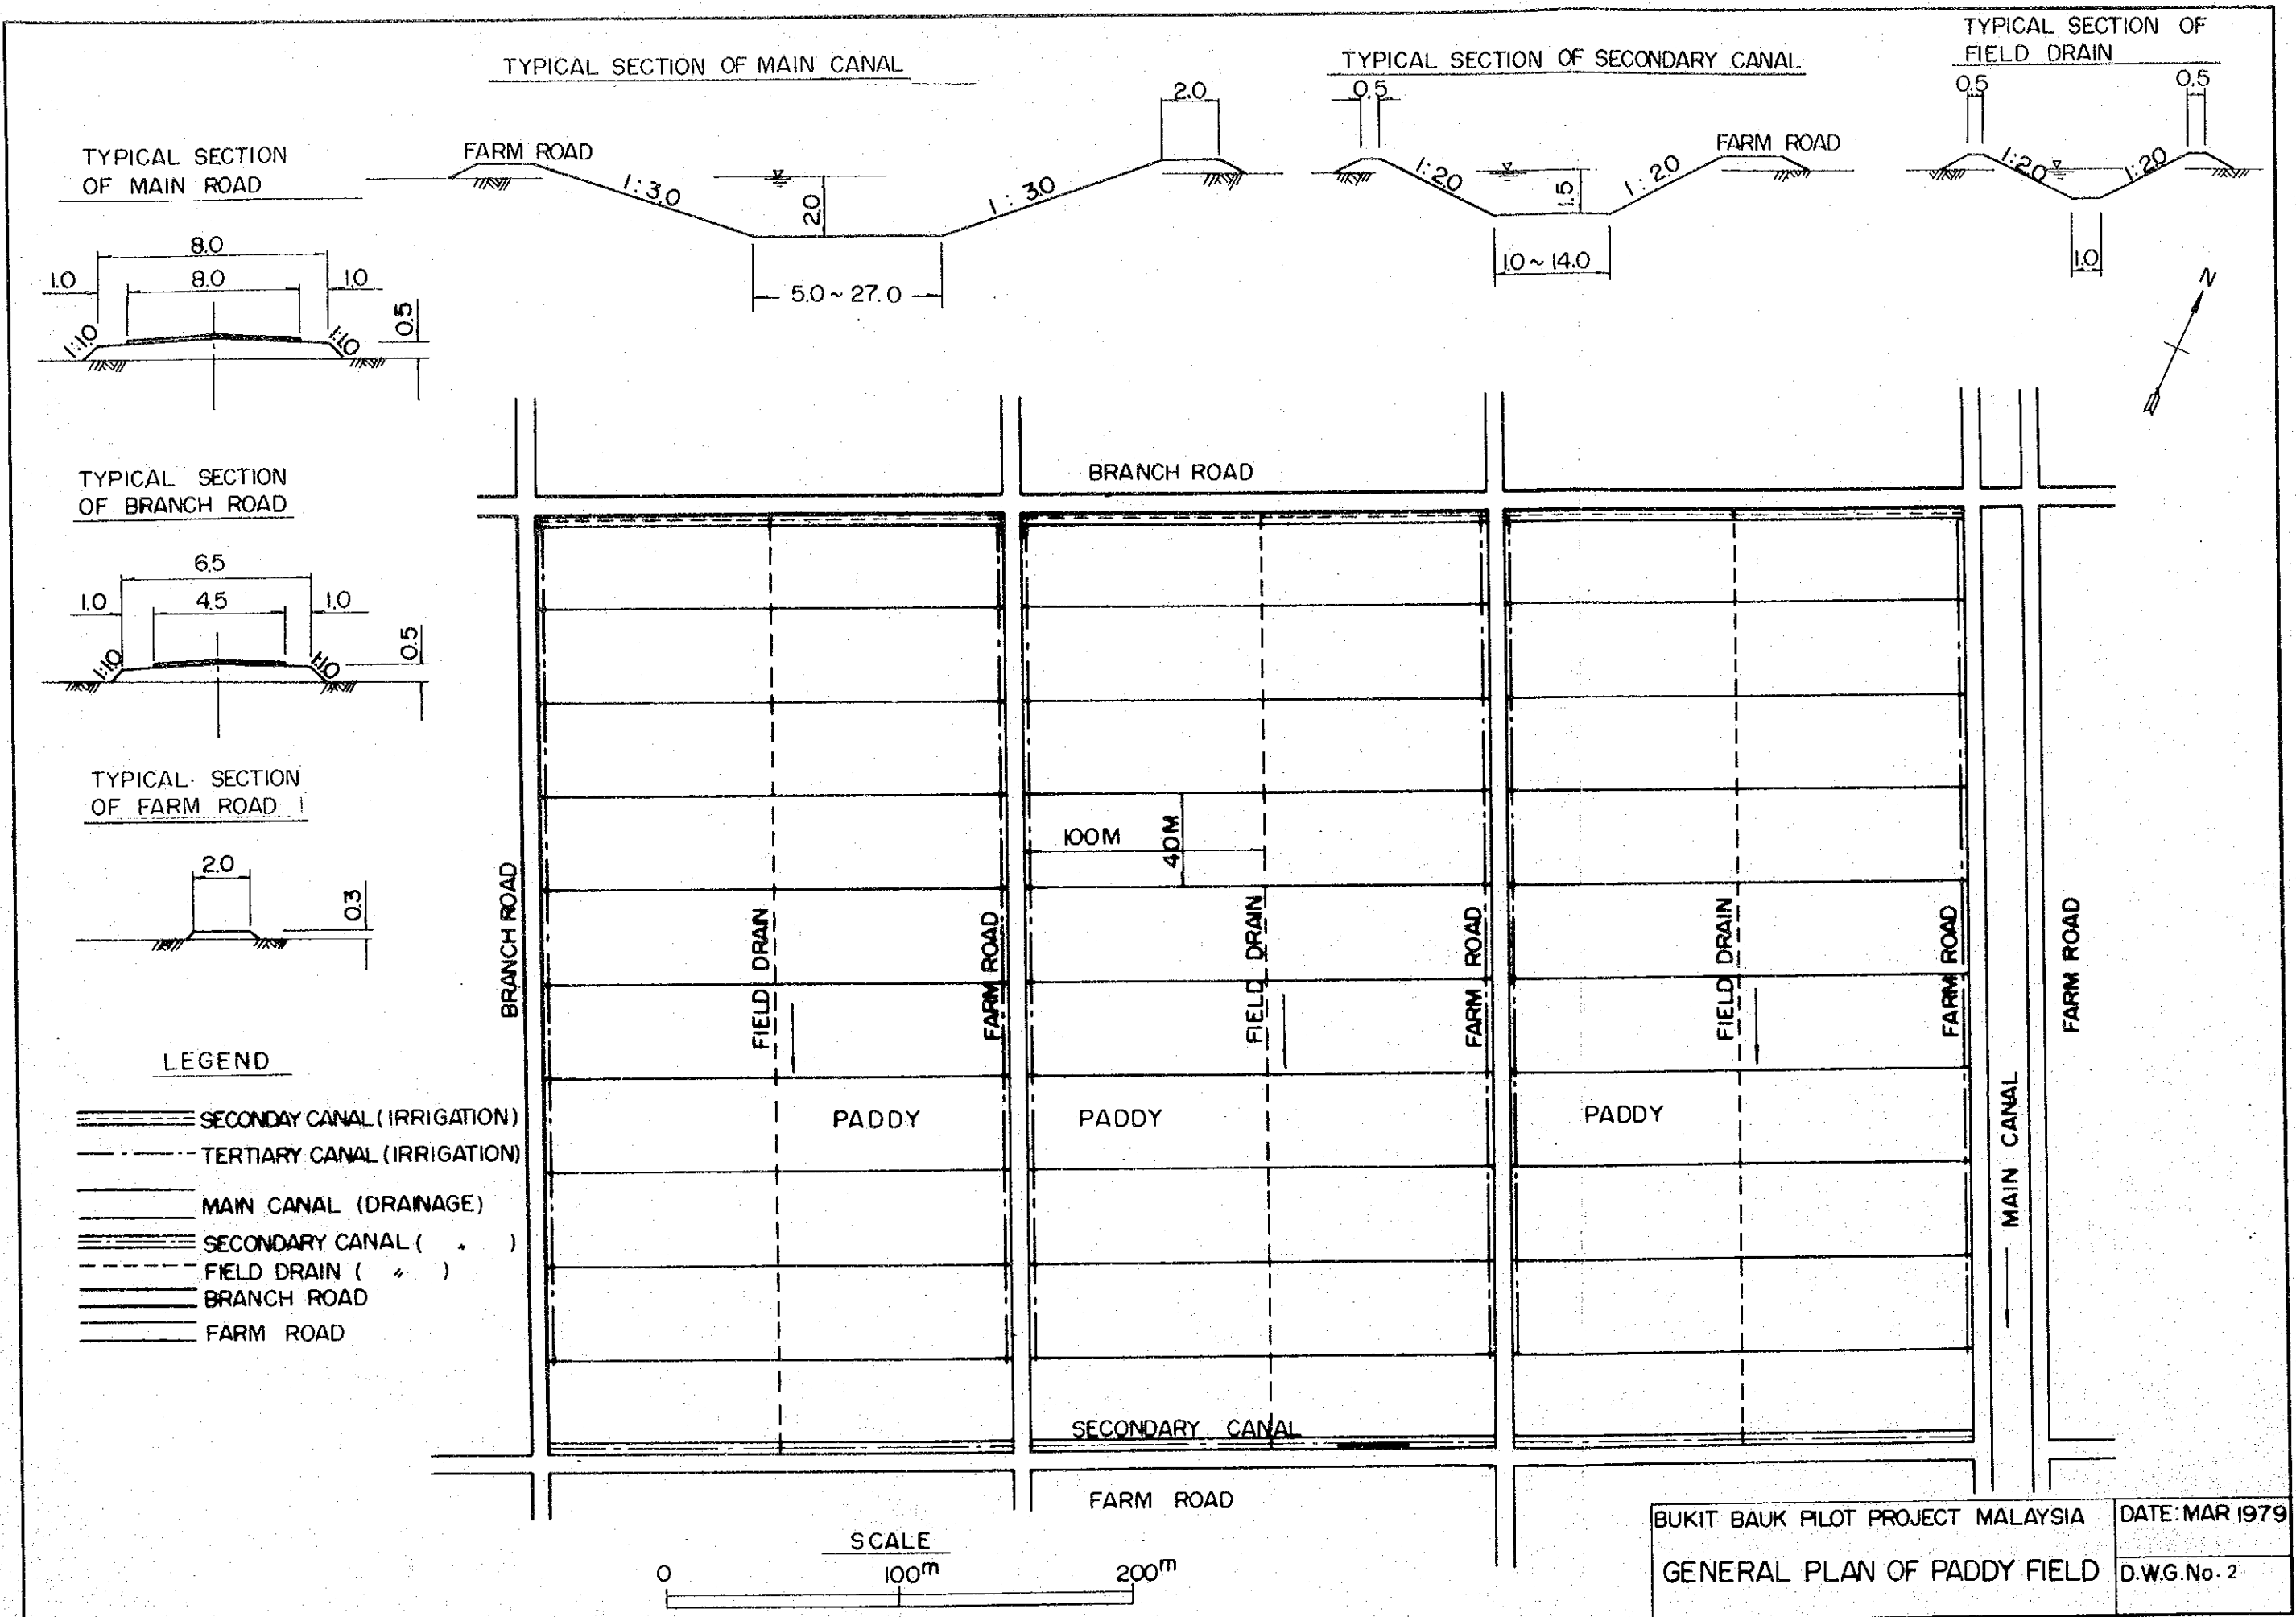 TYPICAL SECTION OF MAIN CANAL
FARM ROAD
1:3.0
2.0
1:3.0
2.0
5.0~27.0
TYPICAL SECTION OF SECONDARY CANAL
0.5
FARM ROAD
1:2.0
1.5
1:2.0
1.0~14.0
TYPICAL SECTION OF
FIELD DRAIN
0.5
0.5
1:2.0
1:2.0
1.0
N
TYPICAL SECTION
OF MAIN ROAD
8.0
1.0
8.0
1.0
0.5
1:1.0
1:1.0
TYPICAL SECTION
OF BRANCH ROAD
6.5
1.0
4.5
1.0
0.5
1:1.0
1:1.0
TYPICAL SECTION
OF FARM ROAD
2.0
0.3
LEGEND
SECONDAY CANAL (IRRIGATION)
TERTIARY CANAL (IRRIGATION)
MAIN CANAL (DRAINAGE)
SECONDARY CANAL ( 〃 )
FIELD DRAIN ( 〃 )
BRANCH ROAD
FARM ROAD
BRANCH ROAD
100M
40M
BRANCH ROAD
FIELD DRAIN
FARM ROAD
FIELD DRAIN
FARM ROAD
FIELD DRAIN
FARM ROAD
FARM ROAD
PADDY
PADDY
PADDY
MAIN CANAL
SECONDARY CANAL
FARM ROAD
SCALE
0 100m 200m
BUKIT BAUK PILOT PROJECT MALAYSIA
DATE: MAR 1979
GENERAL PLAN OF PADDY FIELD
D.W.G.No. 2